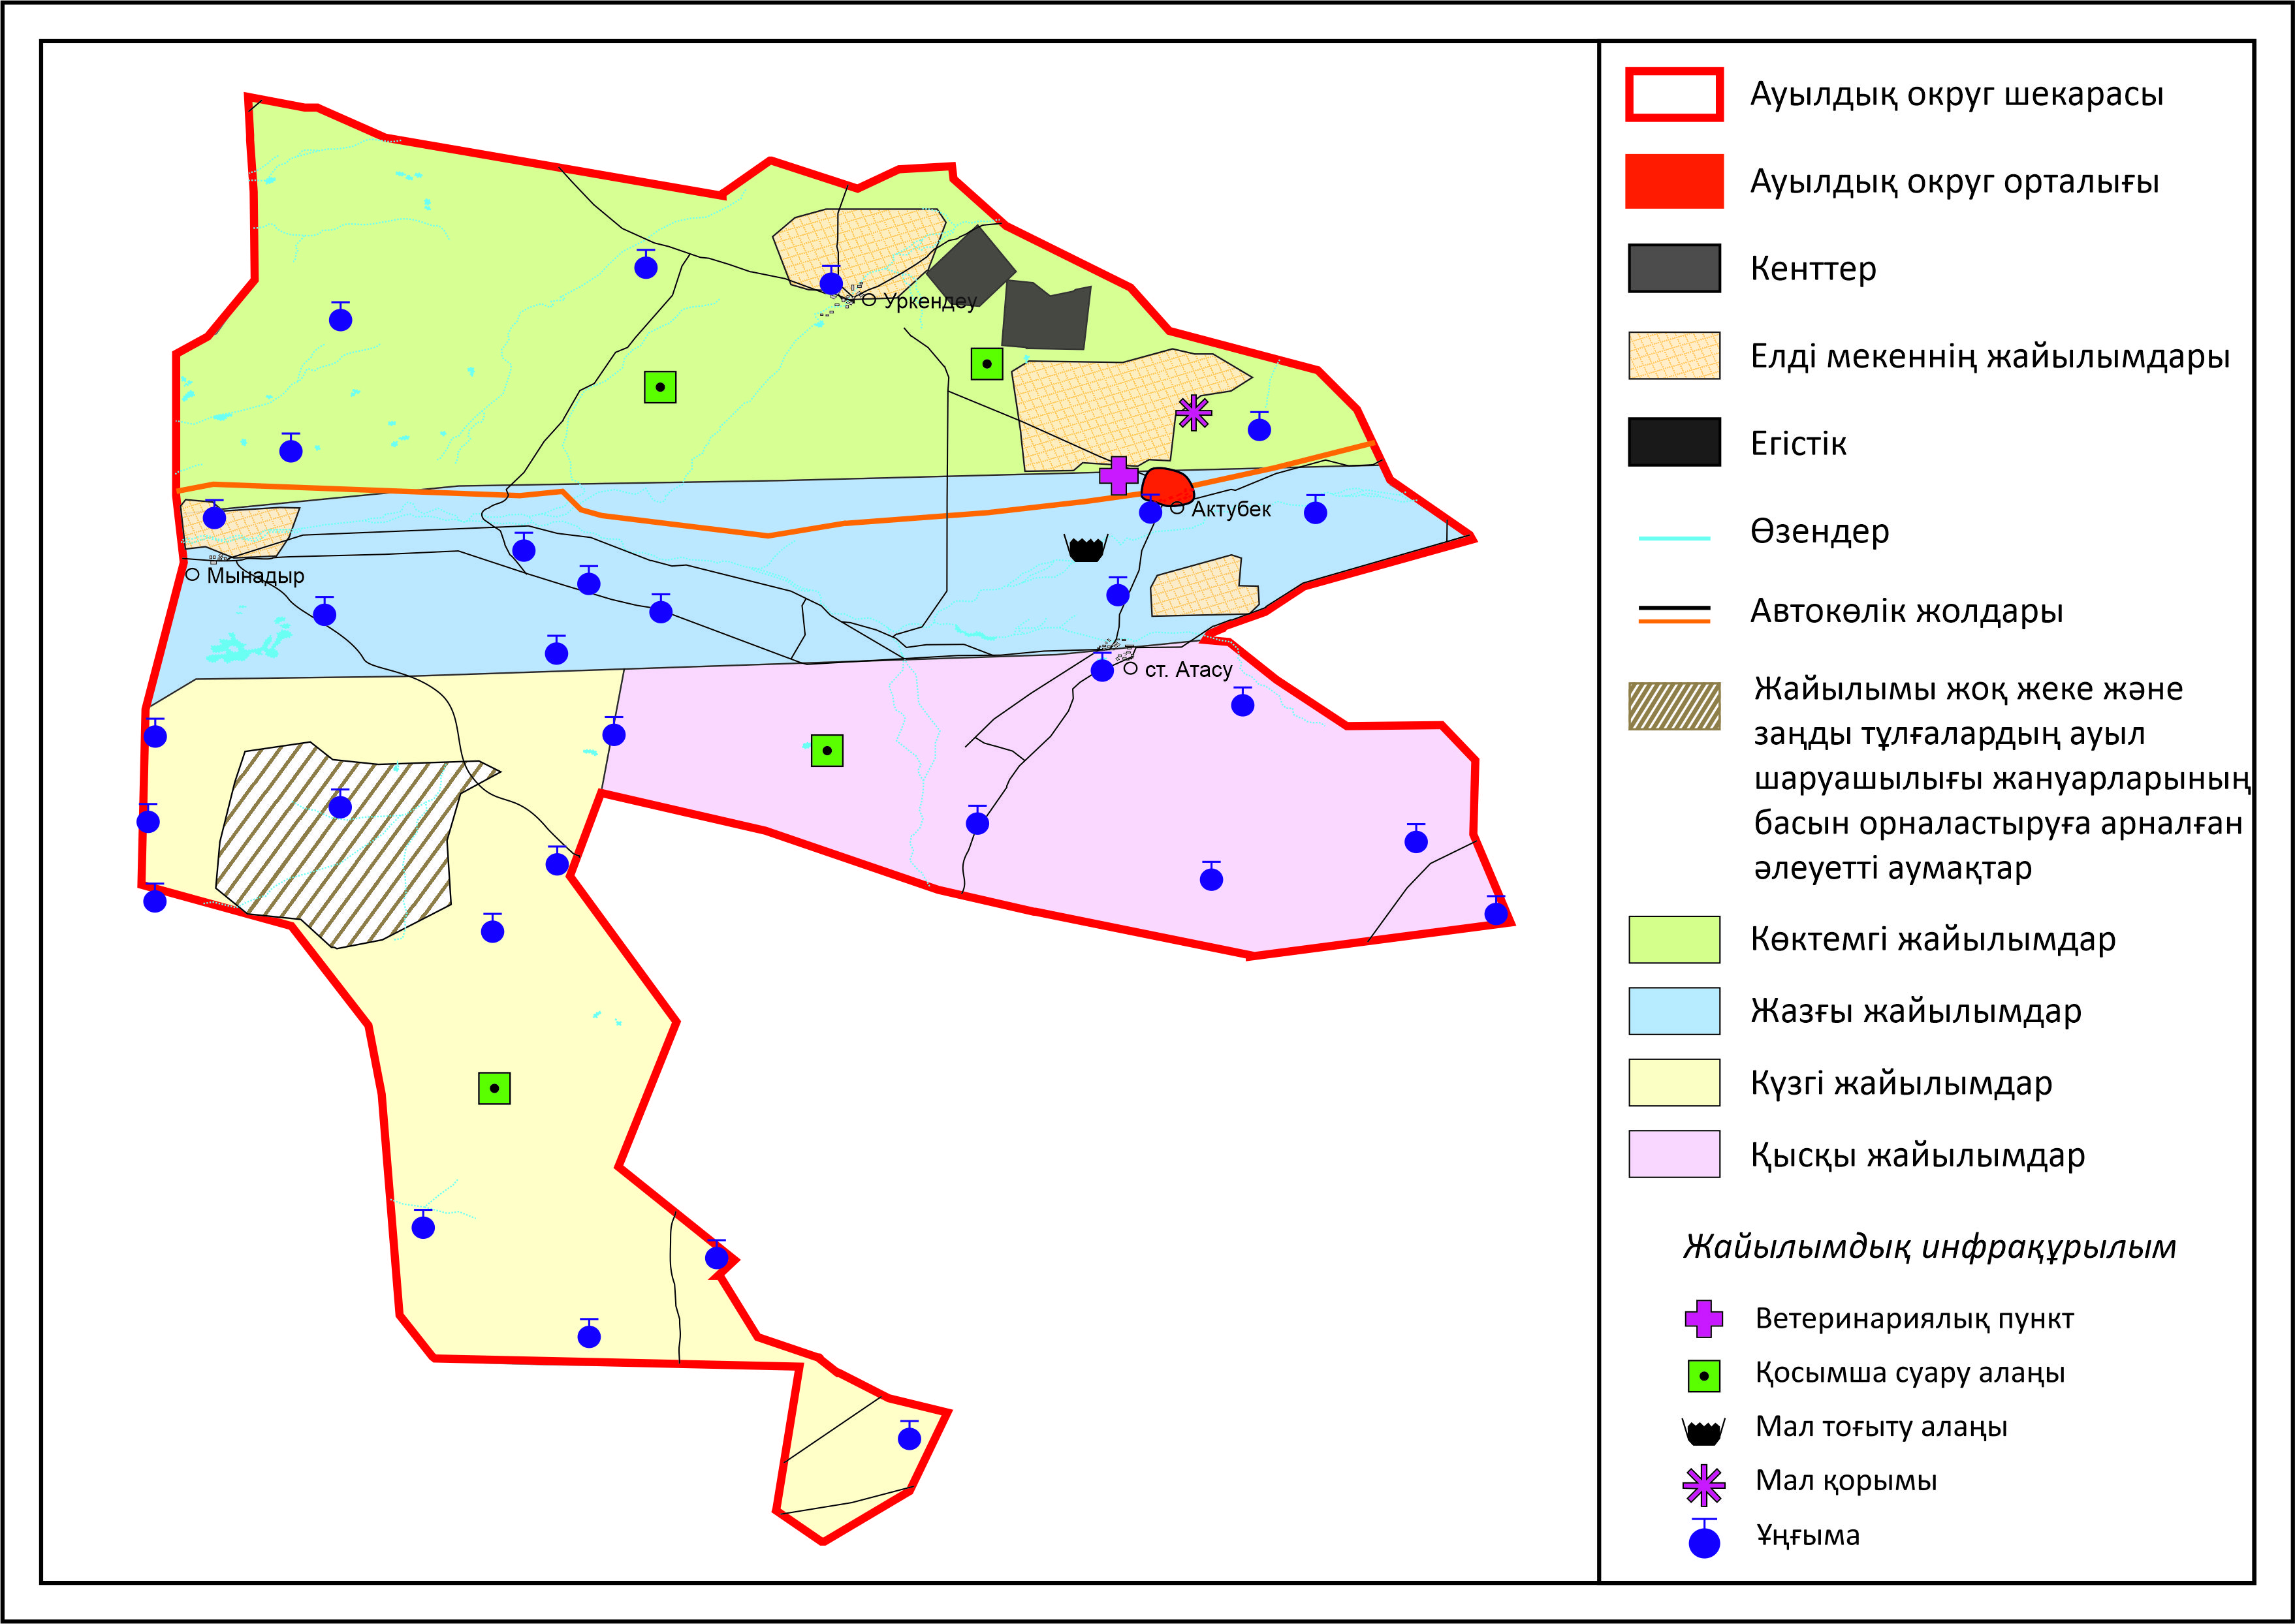 Уркендеу
Актубек
Мынадыр
ст. Атасу
Ауылдық округ шекарасы
Ауылдық округ орталығы
Кенттер
Елді мекеннің жайылымдары
Егістік
Өзендер
Автокөлік жолдары
Жайылымы жоқ жеке және
заңды тұлғалардың ауыл
шаруашылығы жануарларының
басын орналастыруға арналған
әлеуетті аумақтар
Көктемгі жайылымдар
Жазғы жайылымдар
Күзгі жайылымдар
Қысқы жайылымдар
Жайылымдық инфрақұрылым
Ветеринариялық пункт
Қосымша суару алаңы
Мал тоғыту алаңы
Мал қорымы
Ұңғыма